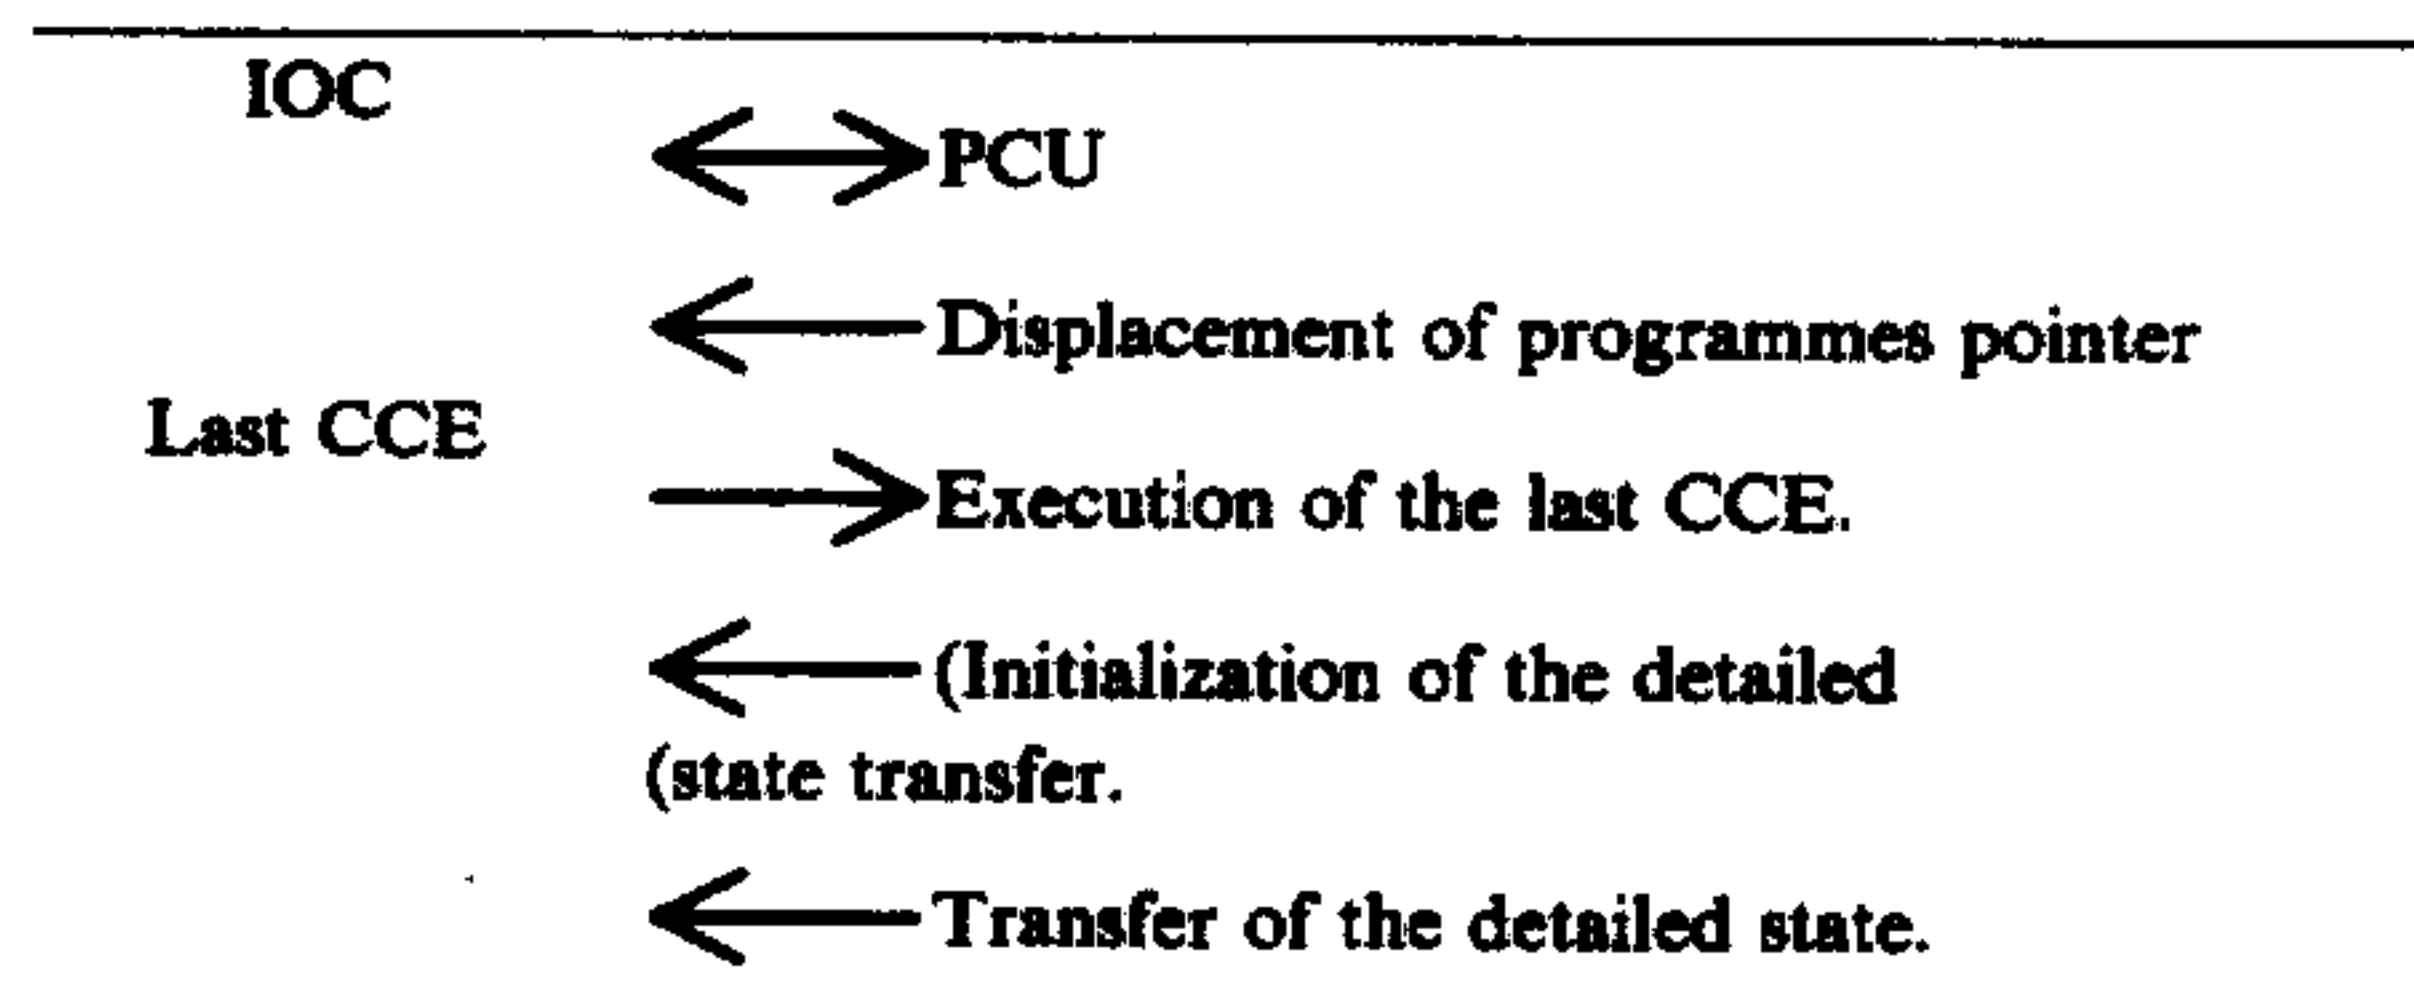 IOC
PCU
Displacement of programmes pointer
Last CCE
Execution of the last CCE.
(Initialization of the detailed
(state transfer.
Transfer of the detailed state.